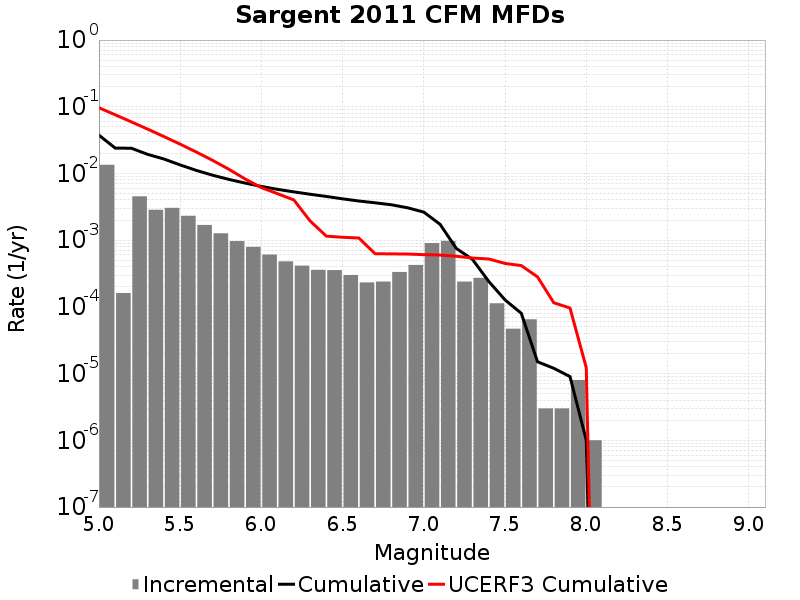 Sargent 2011 CFM MFDs
10^0
10^-1
10^-2
10^-3
10^-4
10^-5
10^-6
10^-7
Rate (1/yr)
5.0 5.5 6.0 6.5 7.0 7.5 8.0 8.5 9.0
Magnitude
Incremental Cumulative UCERF3 Cumulative